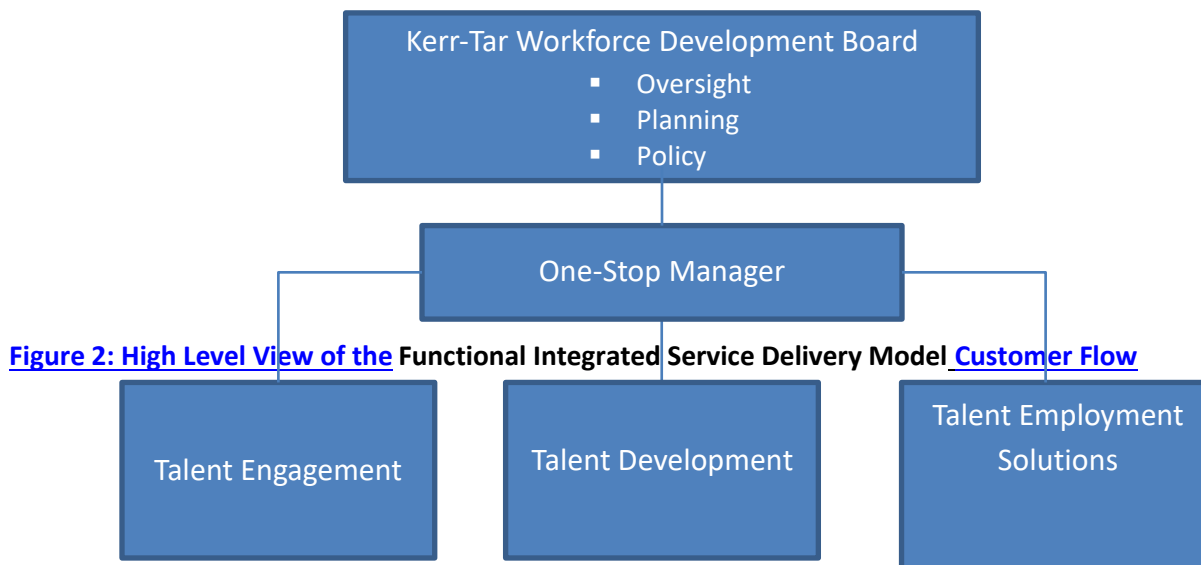 Kerr-Tar Workforce Development Board
▪ Oversight
▪ Planning
▪ Policy
One-Stop Manager
Figure 2: High Level View of the Functional Integrated Service Delivery Model Customer Flow
Talent Engagement
Talent Development
Talent Employment
Solutions